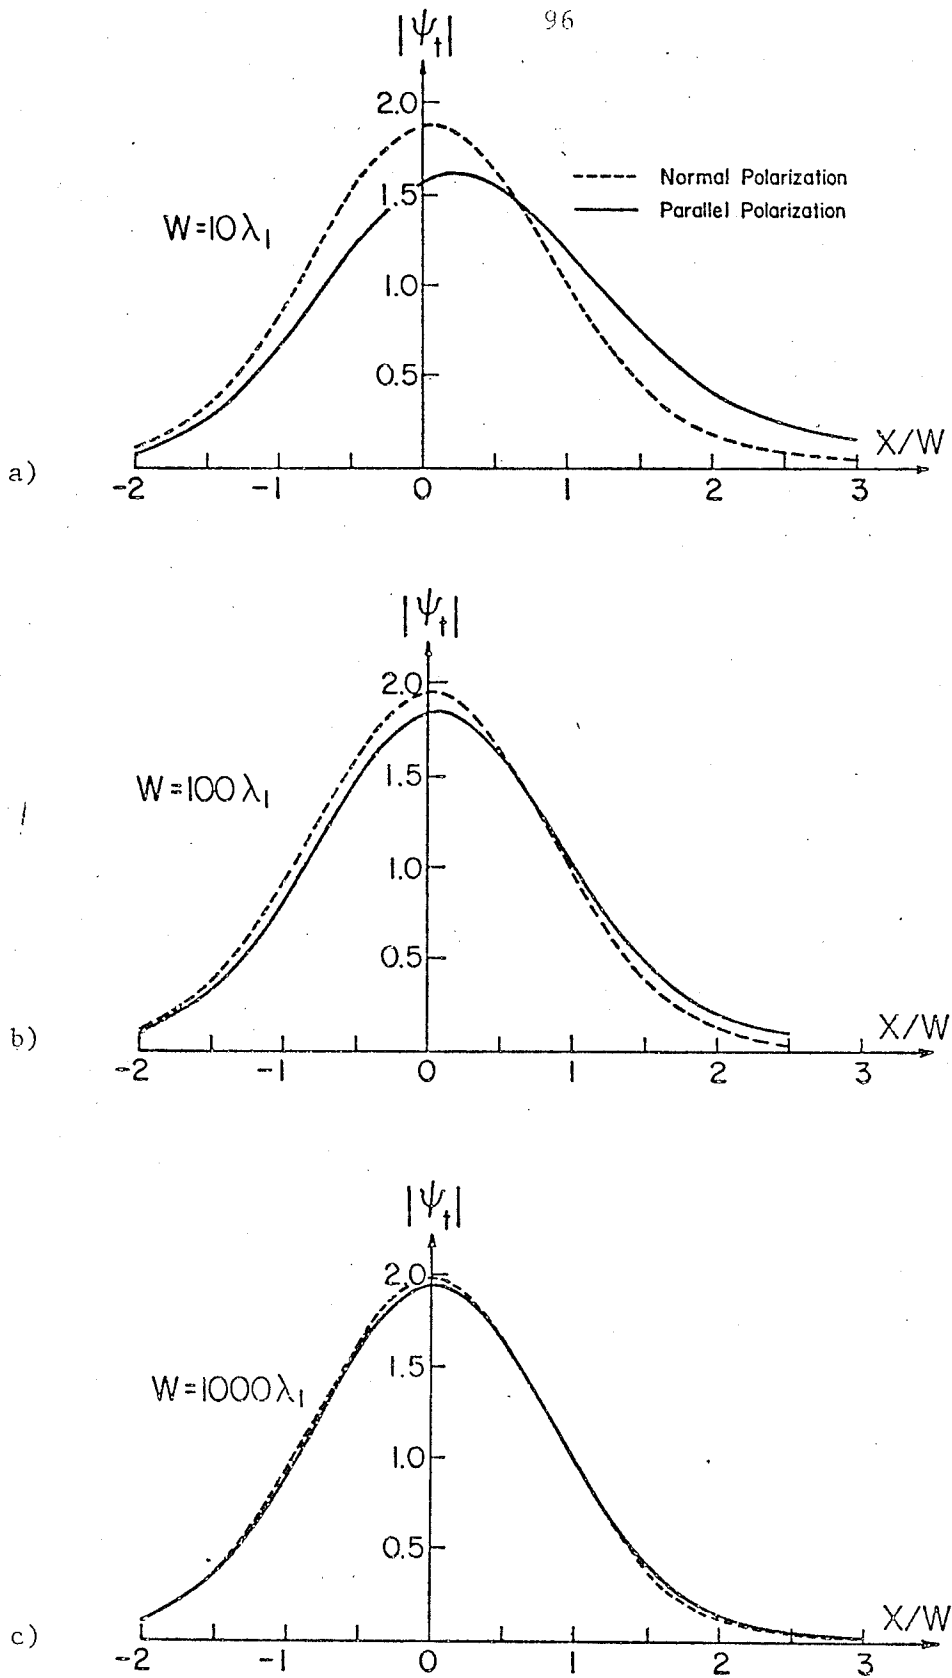 96
|ψt|
2.0
1.5
1.0
0.5
W=10λ1
Normal Polarization
Parallel Polarization
X/W
a)
-2 -1 0 1 2 3
|ψt|
2.0
1.5
1.0
0.5
W=100λ1
X/W
b)
-2 -1 0 1 2 3
|ψt|
2.0
1.5
1.0
0.5
W=1000λ1
X/W
c)
-2 -1 0 1 2 3